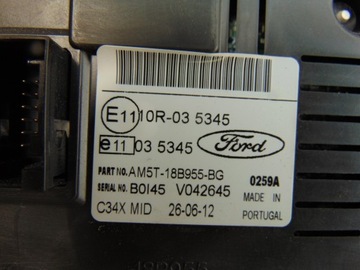 E11 10R-03 5345
e11 03 5345
Ford
PART NO. AM5T-18B955-BG
0259A
SERIAL NO. B0I45 V042645
MADE IN
PORTUGAL
C34X MID 26-06-12